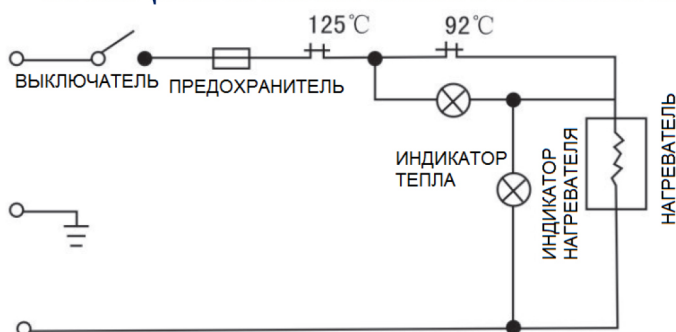 125℃
92℃
ВЫКЛЮЧАТЕЛЬ
ПРЕДОХРАНИТЕЛЬ
ИНДИКАТОР
ТЕПЛА
ИНДИКАТОР
НАГРЕВАТЕЛЯ
НАГРЕВАТЕЛЬ